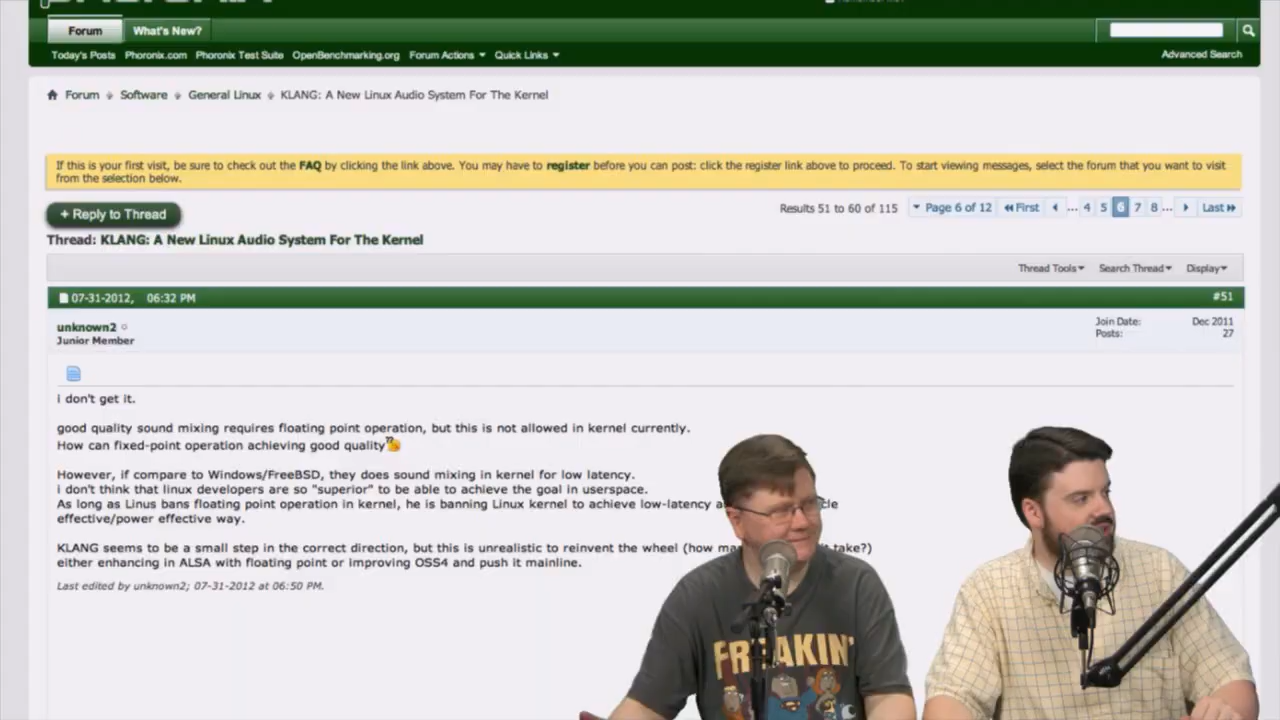 Forum What's New?
Today's Posts Phoronix.com Phoronix Test Suite OpenBenchmarking.org Forum Actions Quick Links Advanced Search
Forum Software General Linux KLANG: A New Linux Audio System For The Kernel
If this is your first visit, be sure to check out the FAQ by clicking the link above. You may have to register before you can post: click the register link above to proceed. To start viewing messages, select the forum that you want to visit
from the selection below.
+ Reply to Thread
Results 51 to 60 of 115 Page 6 of 12 First ... 4 5 6 7 8 ... Last
Thread: KLANG: A New Linux Audio System For The Kernel
Thread Tools Search Thread Display
07-31-2012, 06:32 PM #51
unknown2
Junior Member
Join Date: Dec 2011
Posts: 27
i don't get it.
good quality sound mixing requires floating point operation, but this is not allowed in kernel currently.
How can fixed-point operation achieving good quality
However, if compare to Windows/FreeBSD, they does sound mixing in kernel for low latency.
i don't think that linux developers are so "superior" to be able to achieve the goal in userspace.
As long as Linus bans floating point operation in kernel, he is banning Linux kernel to achieve low-latency
effective/power effective way.
KLANG seems to be a small step in the correct direction, but this is unrealistic to reinvent the wheel (how take?)
either enhancing in ALSA with floating point or improving OSS4 and push it mainline.
Last edited by unknown2; 07-31-2012 at 06:50 PM.
FREAKIN'